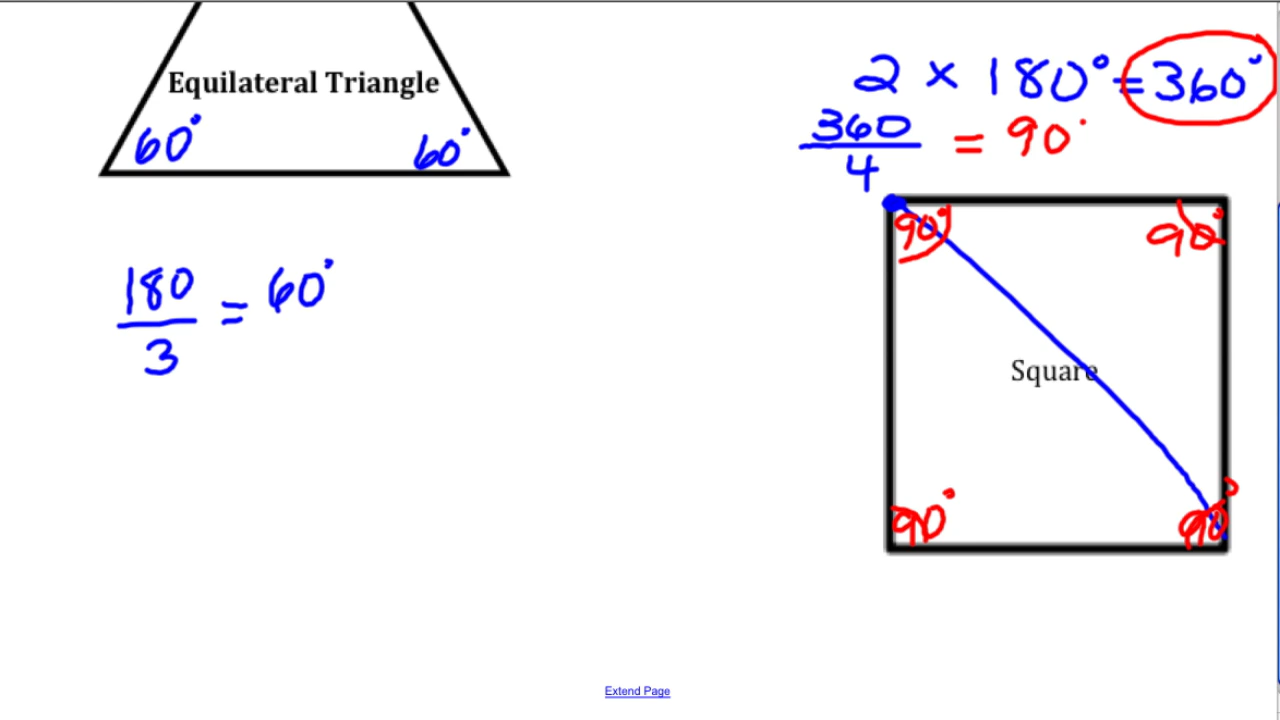 Equilateral Triangle
60° 60°
180/3 = 60°
2 × 180° = 360°
360/4 = 90°
90° 90°
Square
90° 90°
Extend Page